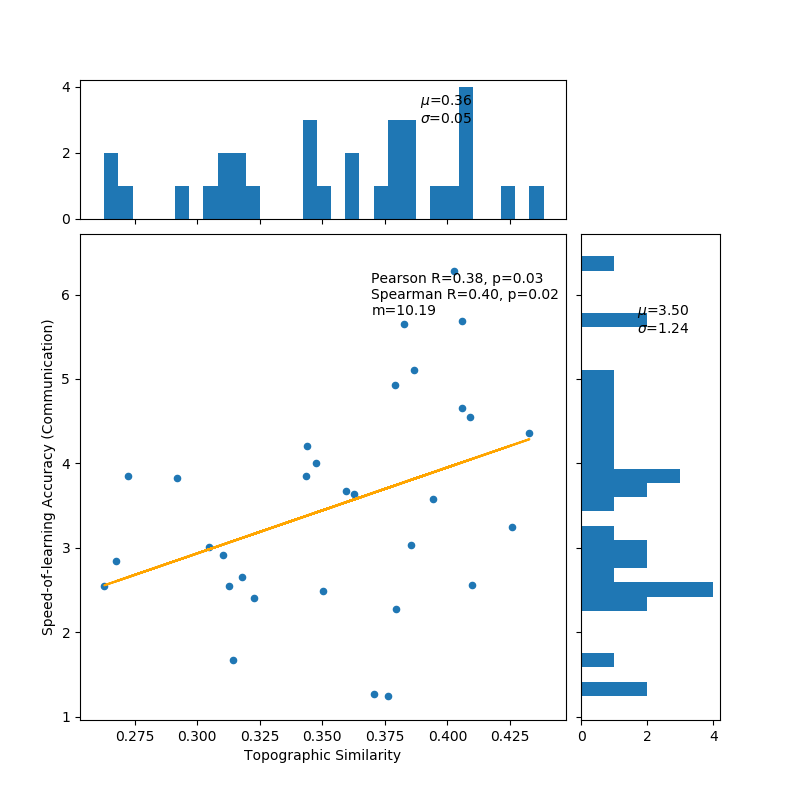 4
2
0
μ=0.36
σ=0.05
Speed-of-learning Accuracy (Communication)
6
5
4
3
2
1
Pearson R=0.38, p=0.03
Spearman R=0.40, p=0.02
m=10.19
μ=3.50
σ=1.24
0.275 0.300 0.325 0.350 0.375 0.400 0.425
Topographic Similarity
0 2 4